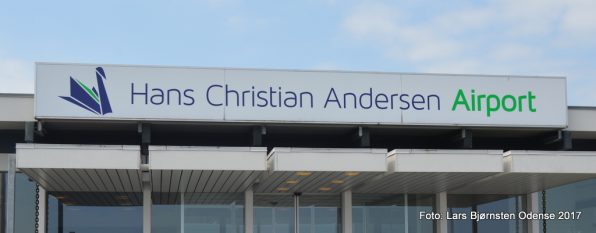 Hans Christian Andersen Airport
Foto: Lars Bjørnsten Odense 2017